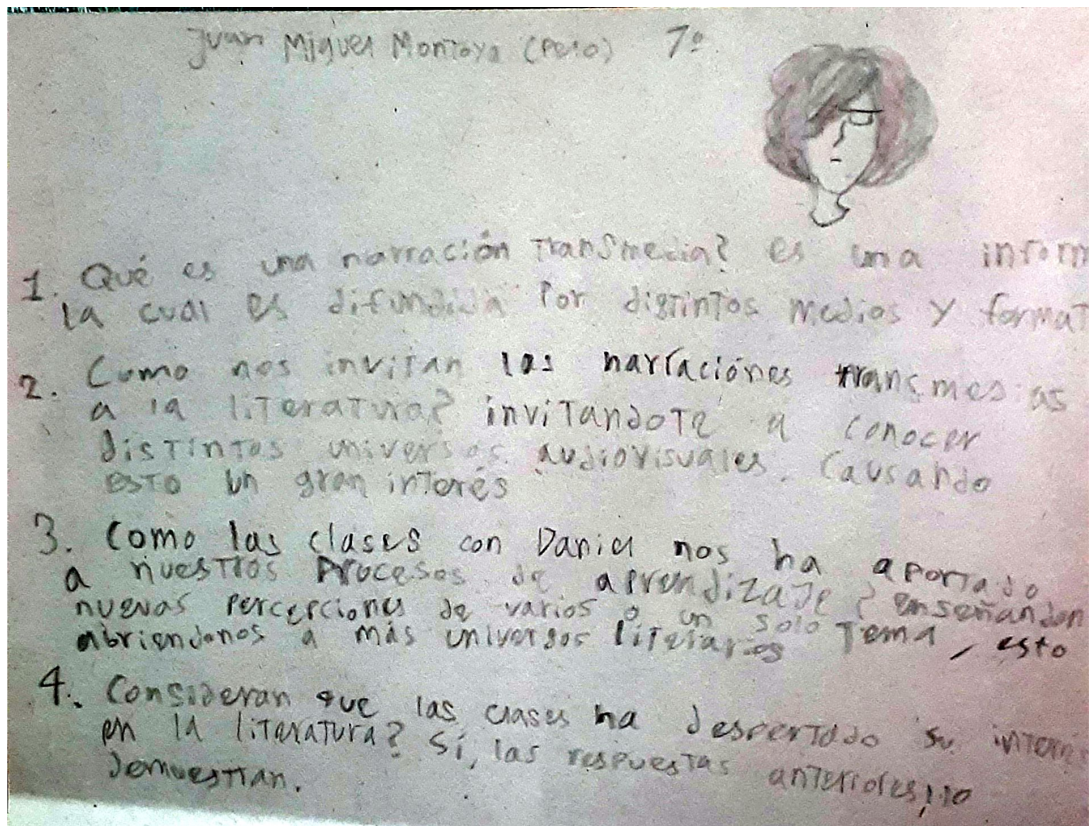 Juan Miguel Montoya (Pelo) 7º
1. Qué es una narración Transmedia? es una inform
la cual es difundida Por distintos medios y format
2. Como nos invitan las narraciónes transmedias
a la literatura? invitandote a conocer
distintos universos audiovisuales. Causando
esto un gran interés
3. Como las clases con Daniel nos ha aportado
a nuestros procesos de aprendizaje? enseñandon
nuevas percepciones de varios o un solo Tema, esto
abriendonos a más universos literarios
4. Consideran que las clases ha despertado su interé
en la literatura? Sí, las respuestas anteriores, lo
demuestran.